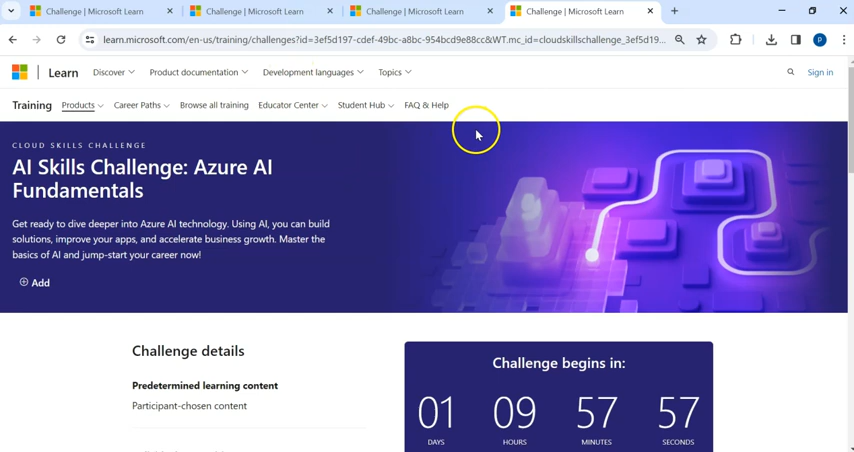 Challenge | Microsoft Learn
Challenge | Microsoft Learn
Challenge | Microsoft Learn
Challenge | Microsoft Learn
learn.microsoft.com/en-us/training/challenges?id=3ef5d197-cdef-49bc-a8bc-954bcd9e88cc&WT.mc_id=cloudskillschallenge_3ef5d19...
P
Learn Discover Product documentation Development languages Topics Sign in
Training Products Career Paths Browse all training Educator Center Student Hub FAQ & Help
CLOUD SKILLS CHALLENGE
AI Skills Challenge: Azure AI
Fundamentals
Get ready to dive deeper into Azure AI technology. Using AI, you can build
solutions, improve your apps, and accelerate business growth. Master the
basics of AI and jump-start your career now!
Add
Challenge details
Predetermined learning content
Participant-chosen content
Challenge begins in:
01 09 57 57
DAYS HOURS MINUTES SECONDS